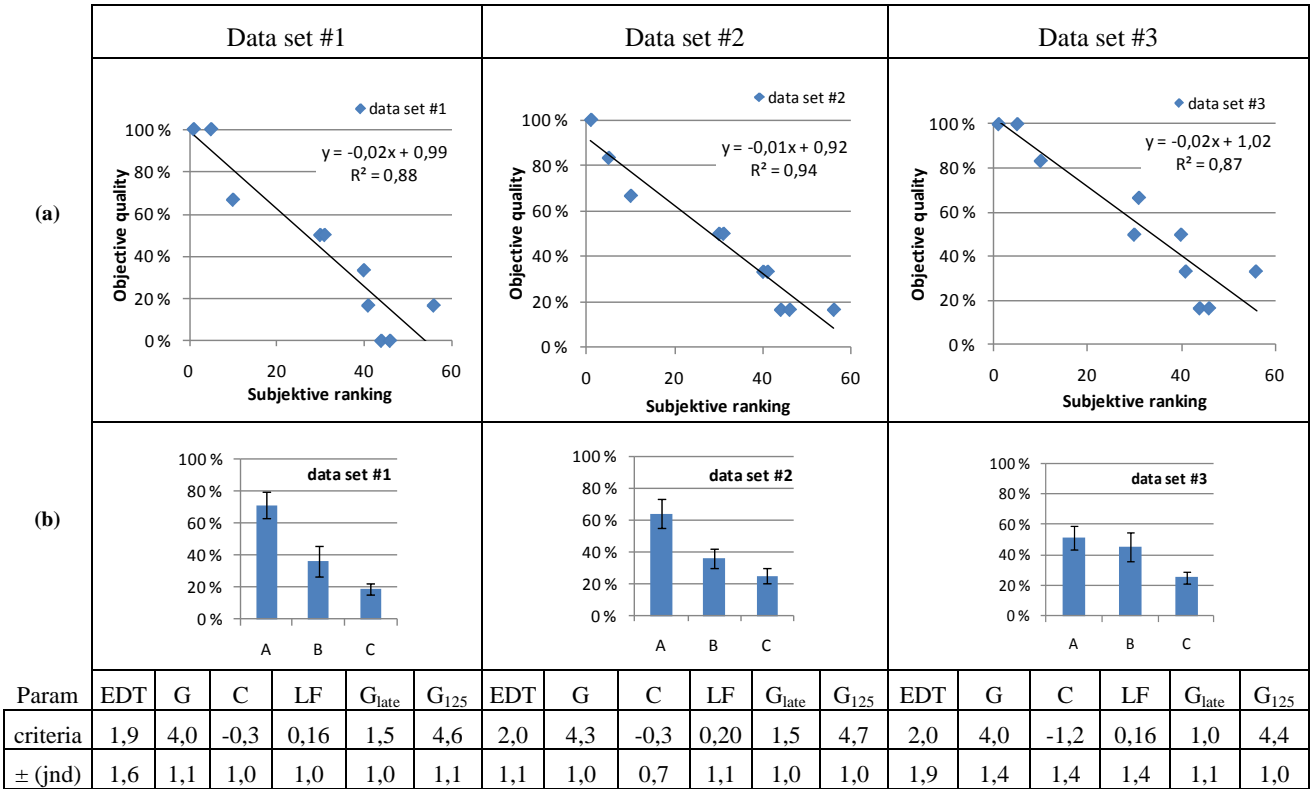 Data set #1 Data set #2 Data set #3
(a)
data set #1
100 %
80 %
60 %
40 %
20 %
0 %
y = -0,02x + 0,99
R² = 0,88
Objective quality
0 20 40 60
Subjektive ranking
data set #2
100 %
80 %
60 %
40 %
20 %
0 %
y = -0,01x + 0,92
R² = 0,94
Objective quality
0 20 40 60
Subjektive ranking
data set #3
100 %
80 %
60 %
40 %
20 %
0 %
y = -0,02x + 1,02
R² = 0,87
Objective quality
0 20 40 60
Subjektive ranking
(b)
data set #1
100 %
80 %
60 %
40 %
20 %
0 %
A B C
data set #2
100 %
80 %
60 %
40 %
20 %
0 %
A B C
data set #3
100 %
80 %
60 %
40 %
20 %
0 %
A B C
Param EDT G C LF Glate G125 EDT G C LF Glate G125 EDT G C LF Glate G125
criteria 1,9 4,0 -0,3 0,16 1,5 4,6 2,0 4,3 -0,3 0,20 1,5 4,7 2,0 4,0 -1,2 0,16 1,0 4,4
± (jnd) 1,6 1,1 1,0 1,0 1,0 1,1 1,1 1,0 0,7 1,1 1,0 1,0 1,9 1,4 1,4 1,4 1,1 1,0